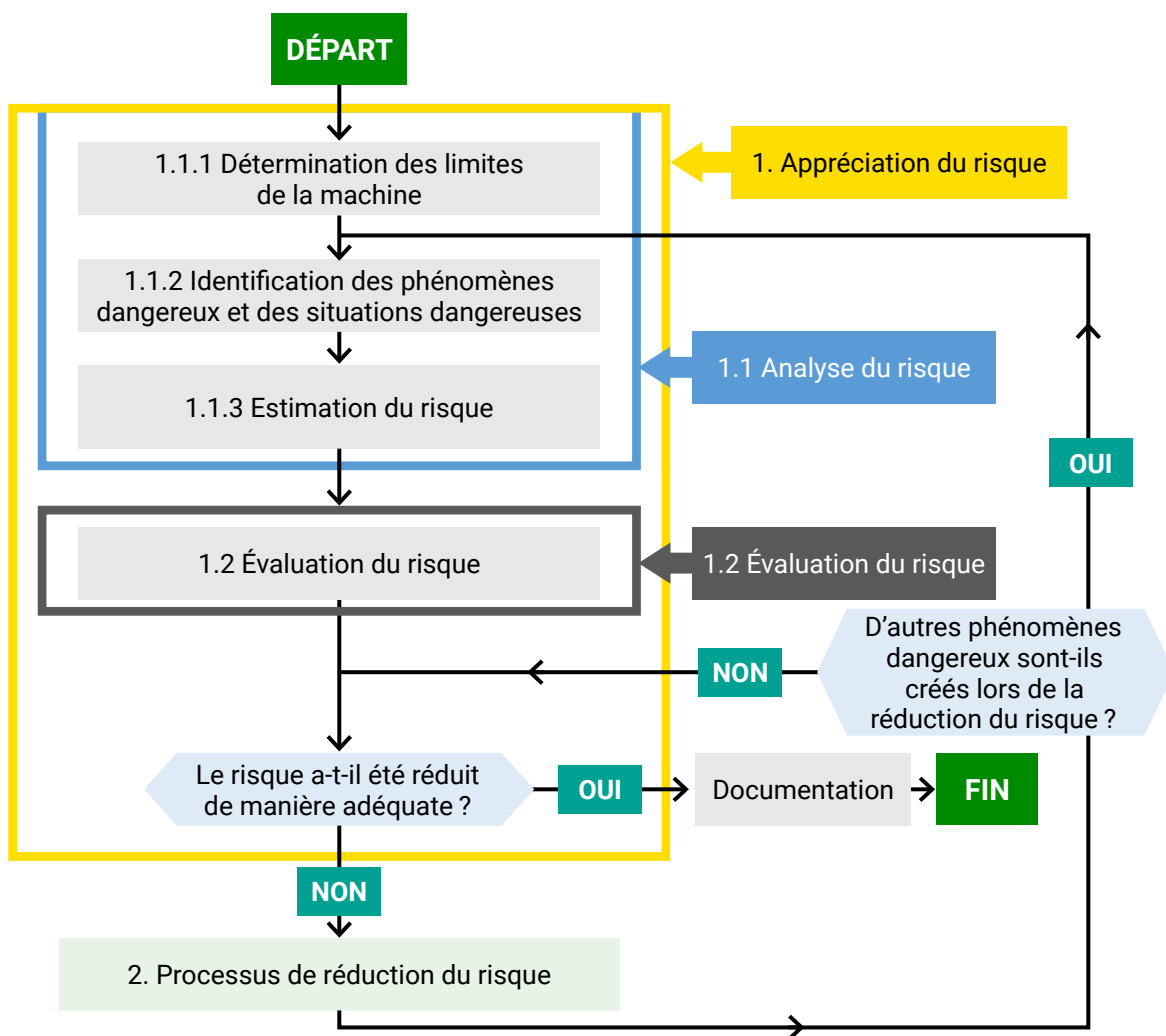 DÉPART
1.1.1 Détermination des limites
de la machine
1. Appréciation du risque
1.1.2 Identification des phénomènes
dangereux et des situations dangereuses
1.1 Analyse du risque
1.1.3 Estimation du risque
OUI
1.2 Évaluation du risque
1.2 Évaluation du risque
D’autres phénomènes
dangereux sont-ils
créés lors de la
réduction du risque ?
NON
Le risque a-t-il été réduit
de manière adéquate ?
OUI
Documentation
FIN
NON
2. Processus de réduction du risque